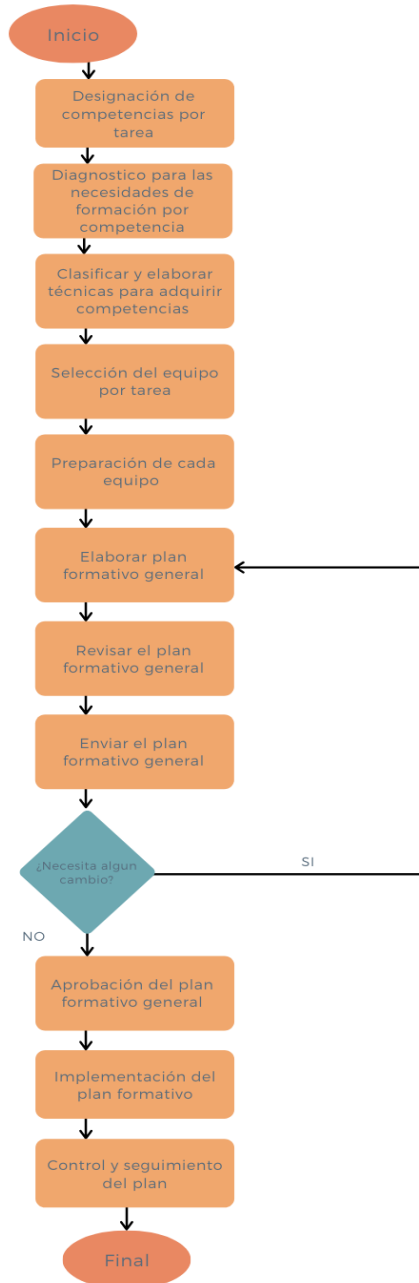 Inicio
Designación de
competencias por
tarea
Diagnostico para las
necesidades de
formación por
competencia
Clasificar y elaborar
técnicas para adquirir
competencias
Selección del equipo
por tarea
Preparación de cada
equipo
Elaborar plan
formativo general
Revisar el plan
formativo general
Enviar el plan
formativo general
¿Necesita algun
cambio?
SI
NO
Aprobación del plan
formativo general
Implementación del
plan formativo
Control y seguimiento
del plan
Final